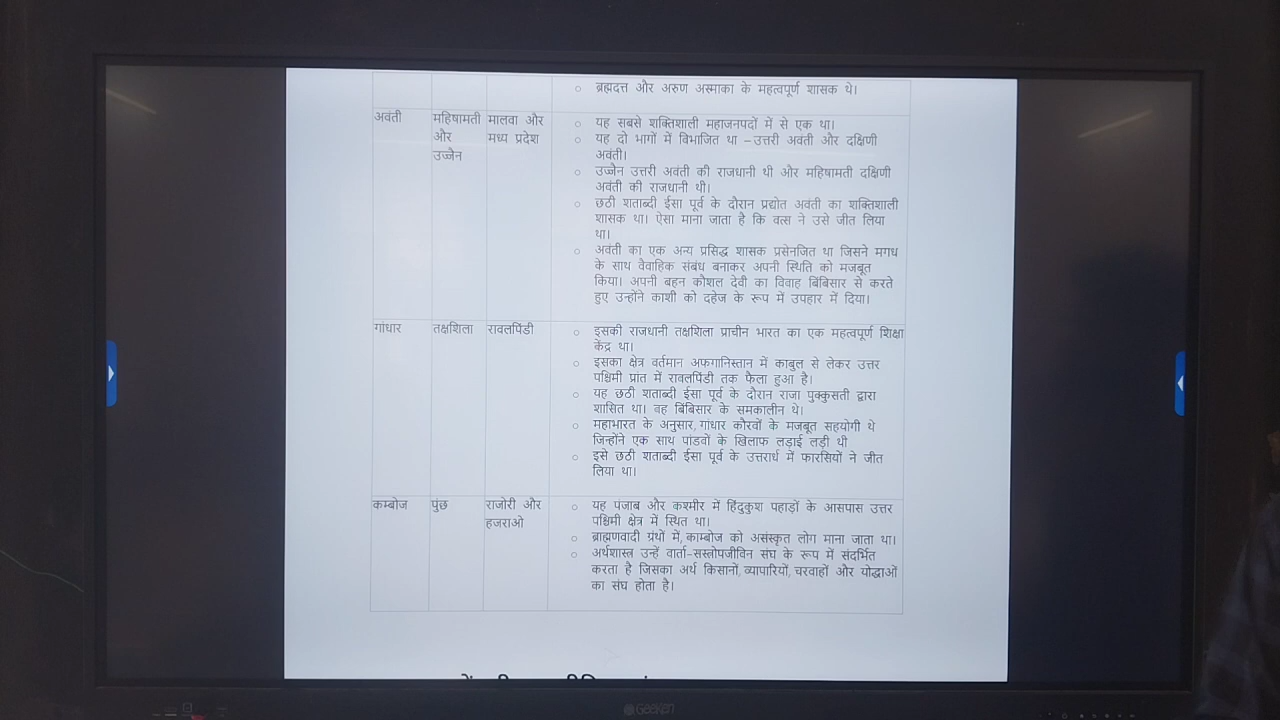 ब्रह्मदत्त और अरुण अस्माका के महत्वपूर्ण शासक थे।
अवंती
महिषामती
और
उज्जैन
मालवा और
मध्य प्रदेश
यह सबसे शक्तिशाली महाजनपदों में से एक था।
यह दो भागों में विभाजित था – उत्तरी अवंती और दक्षिणी
अवंती।
उज्जैन उत्तरी अवंती की राजधानी थी और महिषामती दक्षिणी
अवंती की राजधानी थी।
छठी शताब्दी ईसा पूर्व के दौरान प्रद्योत अवंती का शक्तिशाली
शासक था। ऐसा माना जाता है कि वत्स ने उसे जीत लिया
था।
अवंती का एक अन्य प्रसिद्ध शासक प्रसेनजित था जिसने मगध
के साथ वैवाहिक संबंध बनाकर अपनी स्थिति को मजबूत
किया। अपनी बहन कौशल देवी का विवाह बिंबिसार से करते
हुए उन्होंने काशी को दहेज के रूप में उपहार में दिया।
गांधार
तक्षशिला
रावलपिंडी
इसकी राजधानी तक्षशिला प्राचीन भारत का एक महत्वपूर्ण शिक्षा
केंद्र था।
इसका क्षेत्र वर्तमान अफगानिस्तान में काबुल से लेकर उत्तर
पश्चिमी प्रांत में रावलपिंडी तक फैला हुआ है।
यह छठी शताब्दी ईसा पूर्व के दौरान राजा पुक्कुसती द्वारा
शासित था। वह बिंबिसार के समकालीन थे।
महाभारत के अनुसार, गांधार कौरवों के मजबूत सहयोगी थे
जिन्होंने एक साथ पांडवों के खिलाफ लड़ाई लड़ी थी
इसे छठी शताब्दी ईसा पूर्व के उत्तरार्ध में फारसियों ने जीत
लिया था।
कम्बोज
पुंछ
राजोरी और
हजराओ
यह पंजाब और कश्मीर में हिंदुकुश पहाड़ों के आसपास उत्तर
पश्चिमी क्षेत्र में स्थित था।
ब्राह्मणवादी ग्रंथों में, काम्बोज को असंस्कृत लोग माना जाता था।
अर्थशास्त्र उन्हें वार्ता-सस्त्रोपजीविन संघ के रूप में संदर्भित
करता है जिसका अर्थ किसानों, व्यापारियों, चरवाहों और योद्धाओं
का संघ होता है।
Geeken